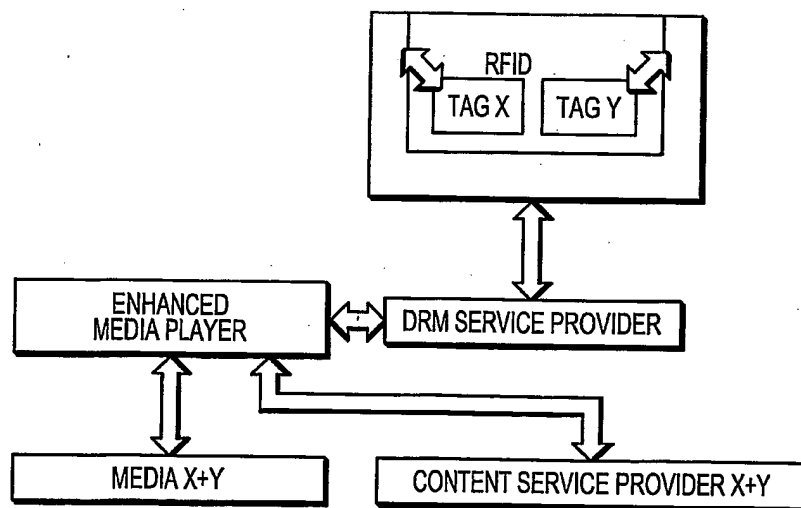 RFID
TAG X
TAG Y
ENHANCED
MEDIA PLAYER
DRM SERVICE PROVIDER
MEDIA X+Y
CONTENT SERVICE PROVIDER X+Y